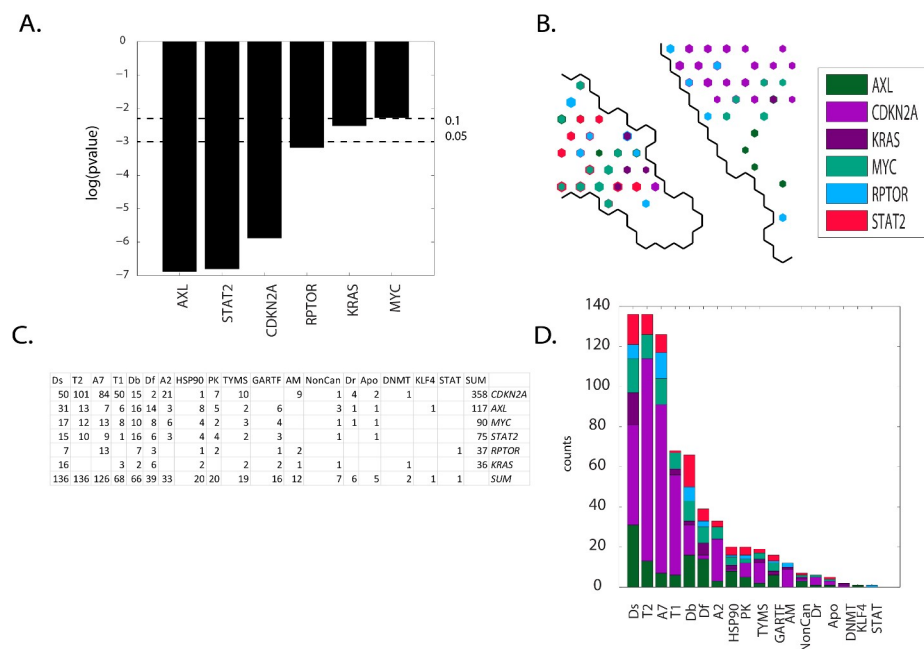 A.
0
−1
−2
−3
−4
−5
−6
−7
log(pvalue)
0.1
0.05
AXL
STAT2
CDKN2A
RPTOR
KRAS
MYC
B.
AXL
CDKN2A
KRAS
MYC
RPTOR
STAT2
C.
Ds T2 A7 T1 Db Df A2 HSP90 PK TYMS GARTF AM NonCan Dr Apo DNMT KLF4 STAT SUM
50 101 84 50 15 2 21 1 7 10 9 1 4 2 1 358 CDKN2A
31 13 7 6 16 14 3 8 5 2 6 3 1 1 1 117 AXL
17 12 13 8 10 8 6 4 2 3 4 1 1 1 90 MYC
15 10 9 1 16 6 3 4 4 2 3 1 1 75 STAT2
7 13 7 3 1 2 1 2 1 37 RPTOR
16 3 2 6 2 2 2 1 1 1 36 KRAS
136 136 126 68 66 39 33 20 20 19 16 12 7 6 5 2 1 1 SUM
D.
140
120
100
80
60
40
20
0
counts
Ds
T2
A7
T1
Db
Df
A2
HSP90
PK
TYMS
GARTF
AM
NonCan
Dr
Apo
DNMT
KLF4
STAT